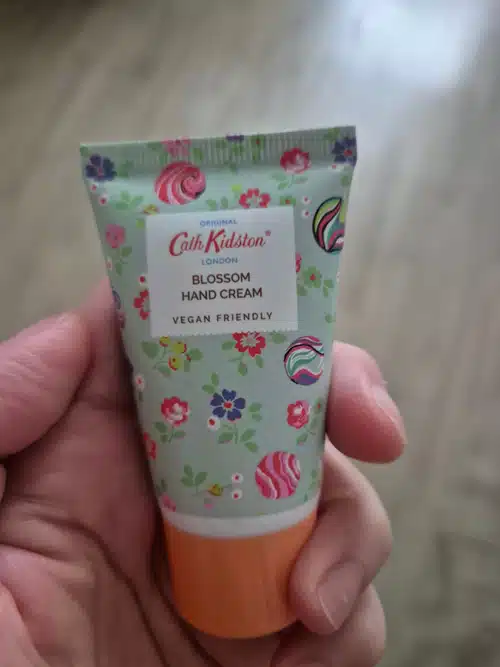 ORIGINAL
Cath Kidston®
LONDON
BLOSSOM
HAND CREAM
VEGAN FRIENDLY